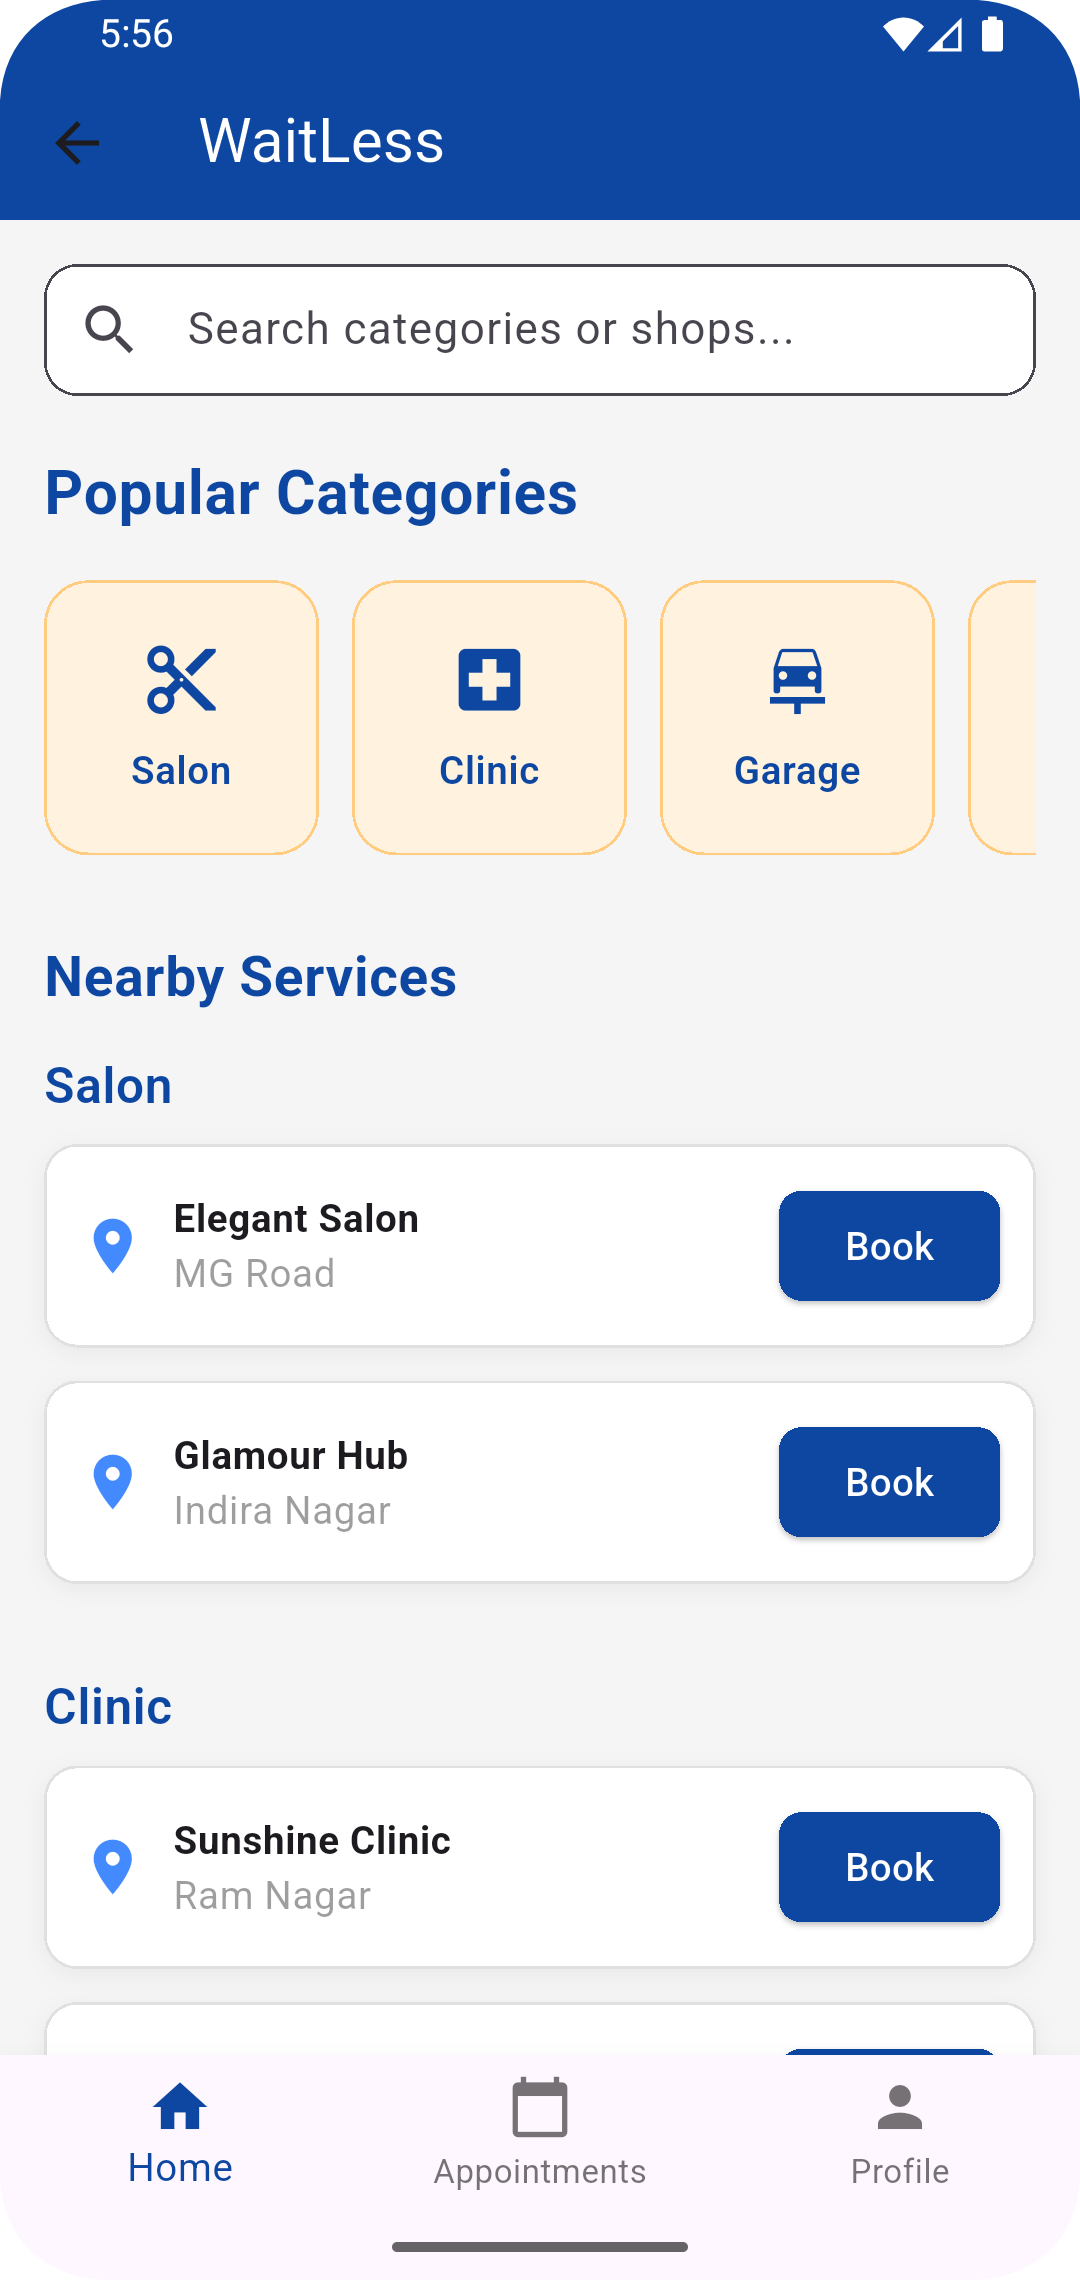 5:56
WaitLess
Search categories or shops...
Popular Categories
Salon
Clinic
Garage
Nearby Services
Salon
Elegant Salon
MG Road
Book
Glamour Hub
Indira Nagar
Book
Clinic
Sunshine Clinic
Ram Nagar
Book
Home
Appointments
Profile